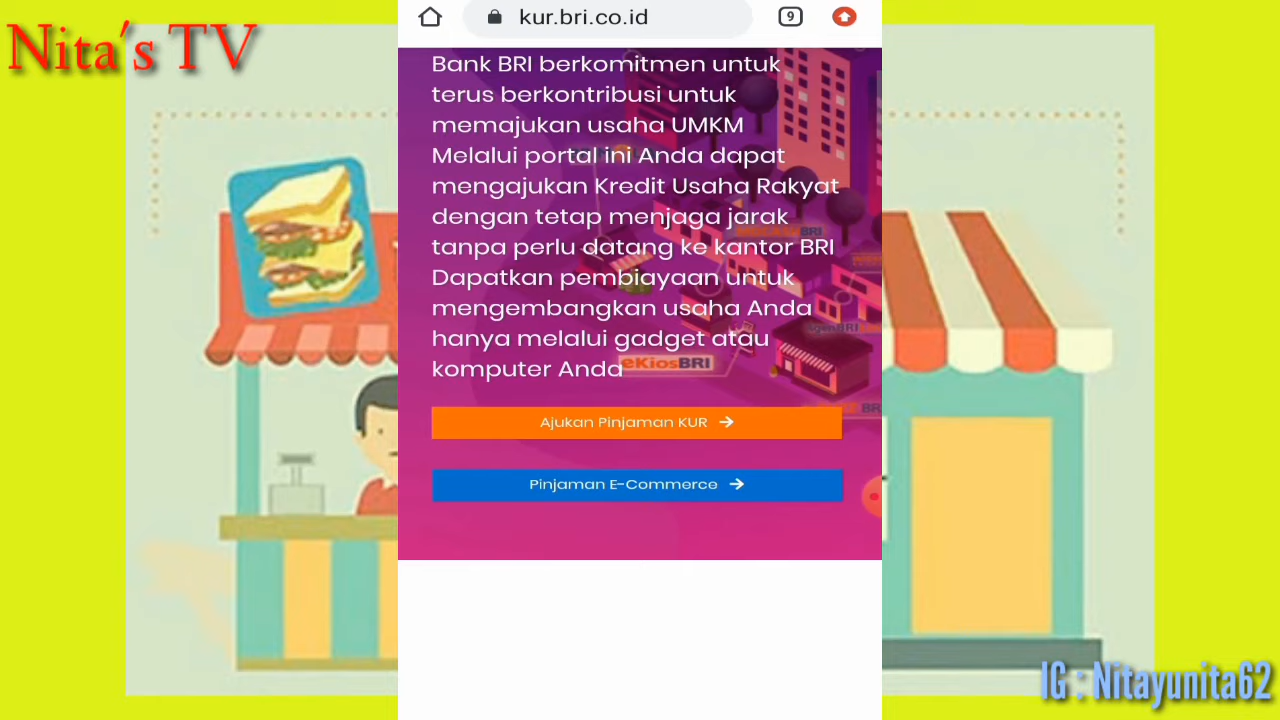 Nita's TV
kur.bri.co.id
9
Bank BRI berkomitmen untuk
terus berkontribusi untuk
memajukan usaha UMKM
Melalui portal ini Anda dapat
mengajukan Kredit Usaha Rakyat
dengan tetap menjaga jarak
tanpa perlu datang ke kantor BRI
Dapatkan pembiayaan untuk
mengembangkan usaha Anda
hanya melalui gadget atau
komputer Anda
AgenBRI
eKiosBRI
Ajukan Pinjaman KUR
Pinjaman E-Commerce
IG : Nitayunita62